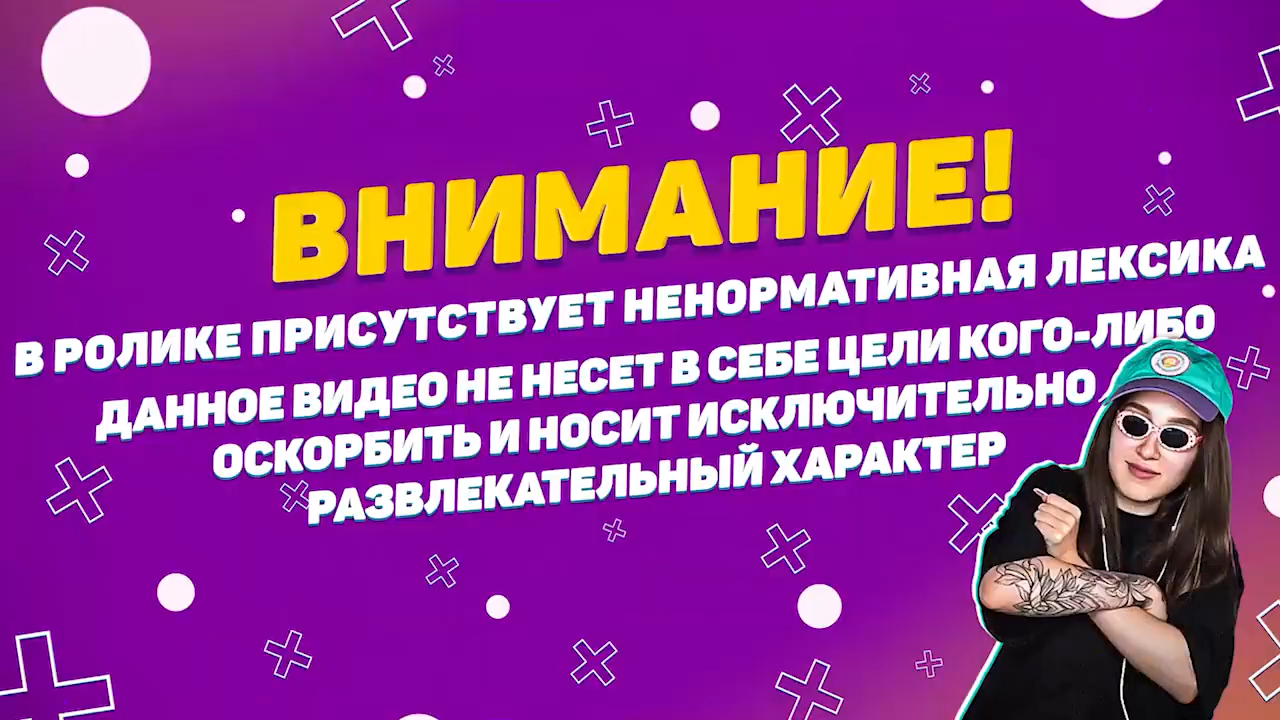 ВНИМАНИЕ!
В РОЛИКЕ ПРИСУТСТВУЕТ НЕНОРМАТИВНАЯ ЛЕКСИКА
ДАННОЕ ВИДЕО НЕ НЕСЕТ В СЕБЕ ЦЕЛИ КОГО-ЛИБО
ОСКОРБИТЬ И НОСИТ ИСКЛЮЧИТЕЛЬНО
РАЗВЛЕКАТЕЛЬНЫЙ ХАРАКТЕР